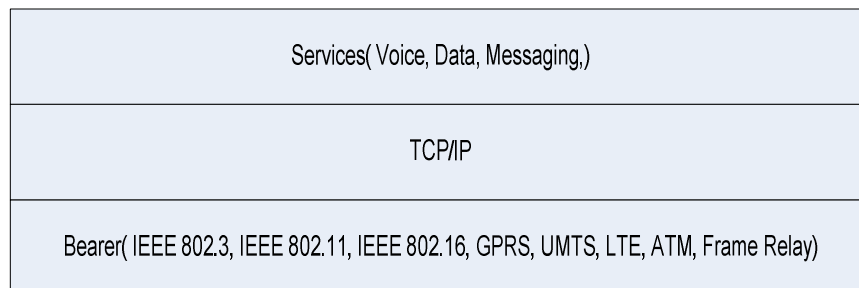 Services( Voice, Data, Messaging,)
TCP/IP
Bearer( IEEE 802.3, IEEE 802.11, IEEE 802.16, GPRS, UMTS, LTE, ATM, Frame Relay)